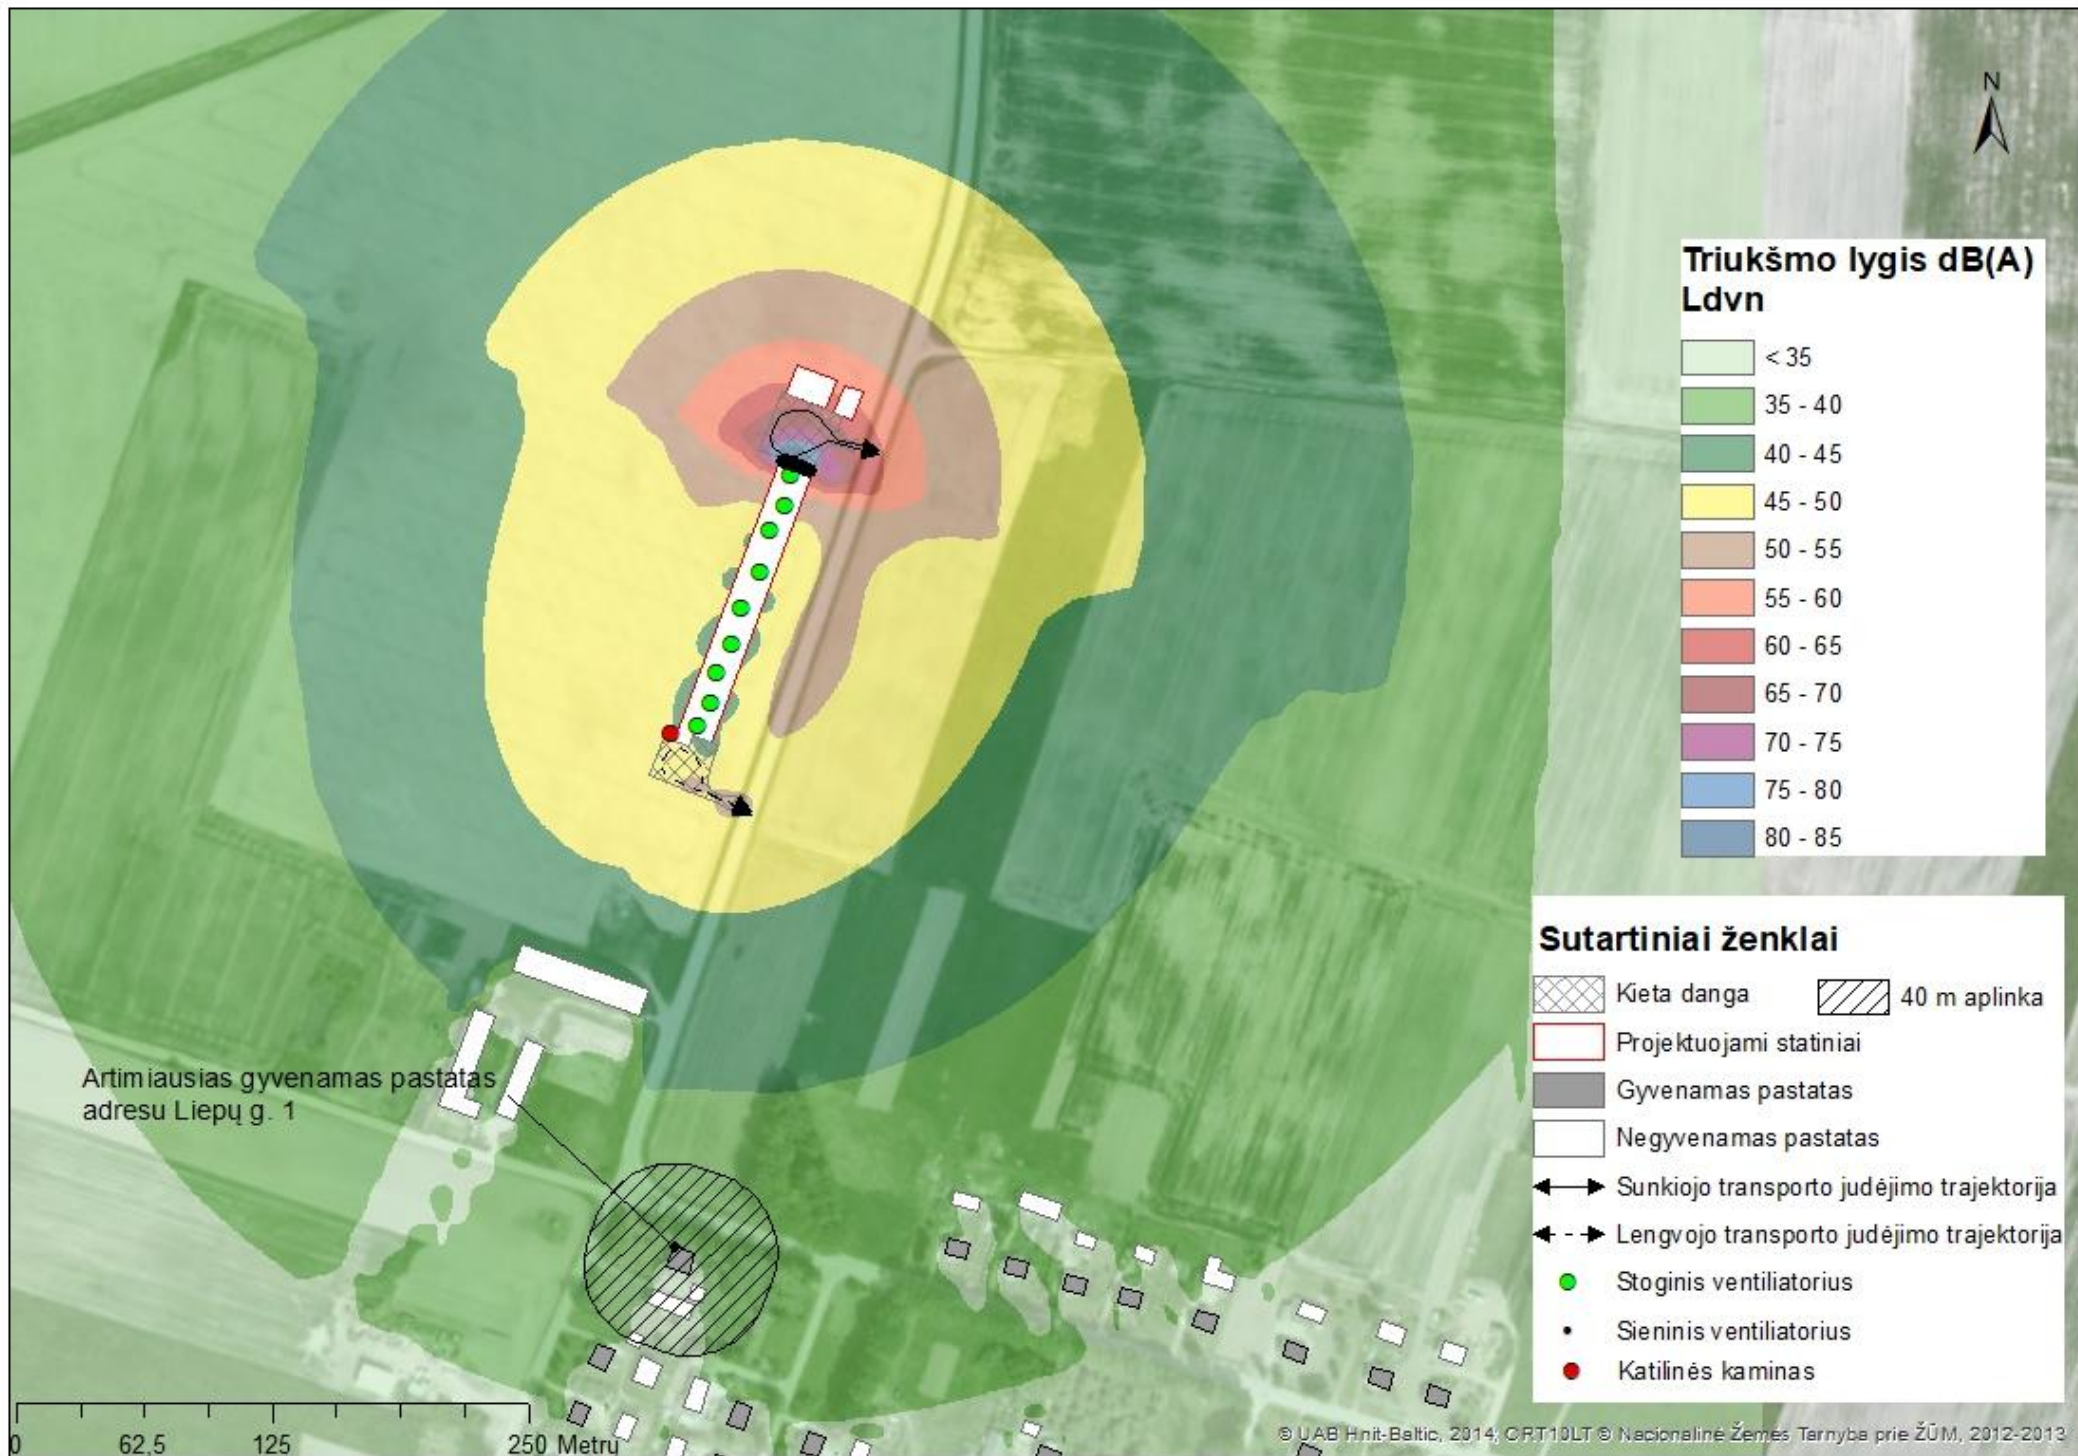 N
Triukšmo lygis dB(A)
Ldvn
< 35
35 - 40
40 - 45
45 - 50
50 - 55
55 - 60
60 - 65
65 - 70
70 - 75
75 - 80
80 - 85
Sutartiniai ženklai
Kieta danga
40 m aplinka
Projektuojami statiniai
Gyvenamas pastatas
Negyvenamas pastatas
Sunkiojo transporto judėjimo trajektorija
Lengvojo transporto judėjimo trajektorija
Stoginis ventiliatorius
Sieninis ventiliatorius
Katilinės kaminas
Artimiausias gyvenamas pastatas
adresu Liepų g. 1
0 62,5 125 250 Metrų
© UAB Hnit-Baltic, 2014; ORT10LT © Nacionalinė Žemės Tarnyba prie ŽŪM, 2012-2013